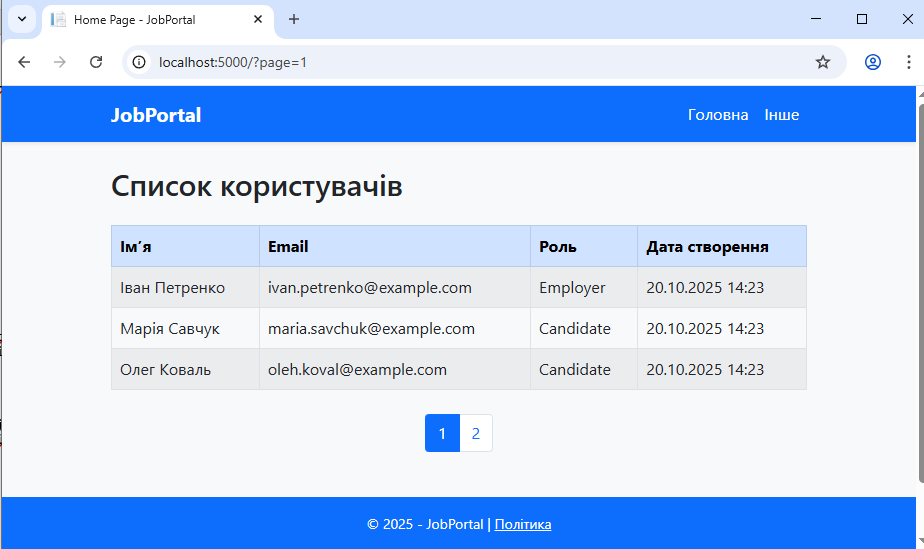 Home Page - JobPortal
localhost:5000/?page=1
JobPortal Головна Інше
Список користувачів
Ім’я Email Роль Дата створення
Іван Петренко ivan.petrenko@example.com Employer 20.10.2025 14:23
Марія Савчук maria.savchuk@example.com Candidate 20.10.2025 14:23
Олег Коваль oleh.koval@example.com Candidate 20.10.2025 14:23
1 2
© 2025 - JobPortal | Політика